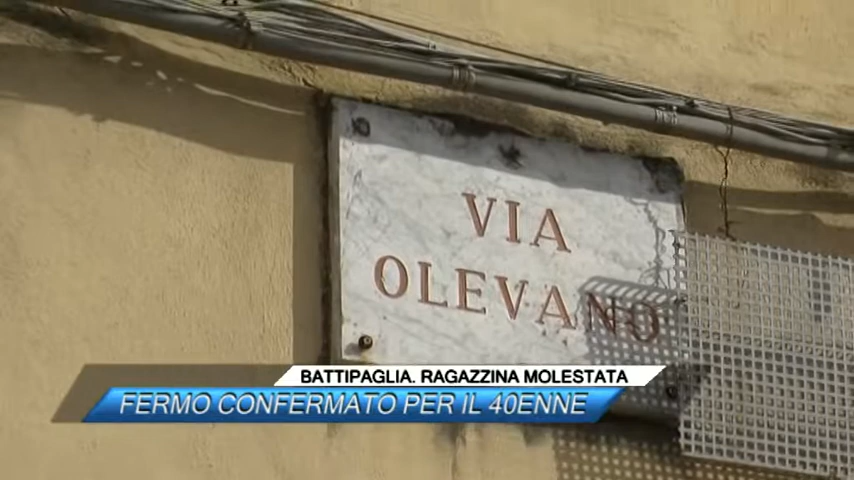 VIA
OLEVANO
BATTIPAGLIA. RAGAZZINA MOLESTATA
FERMO CONFERMATO PER IL 40ENNE